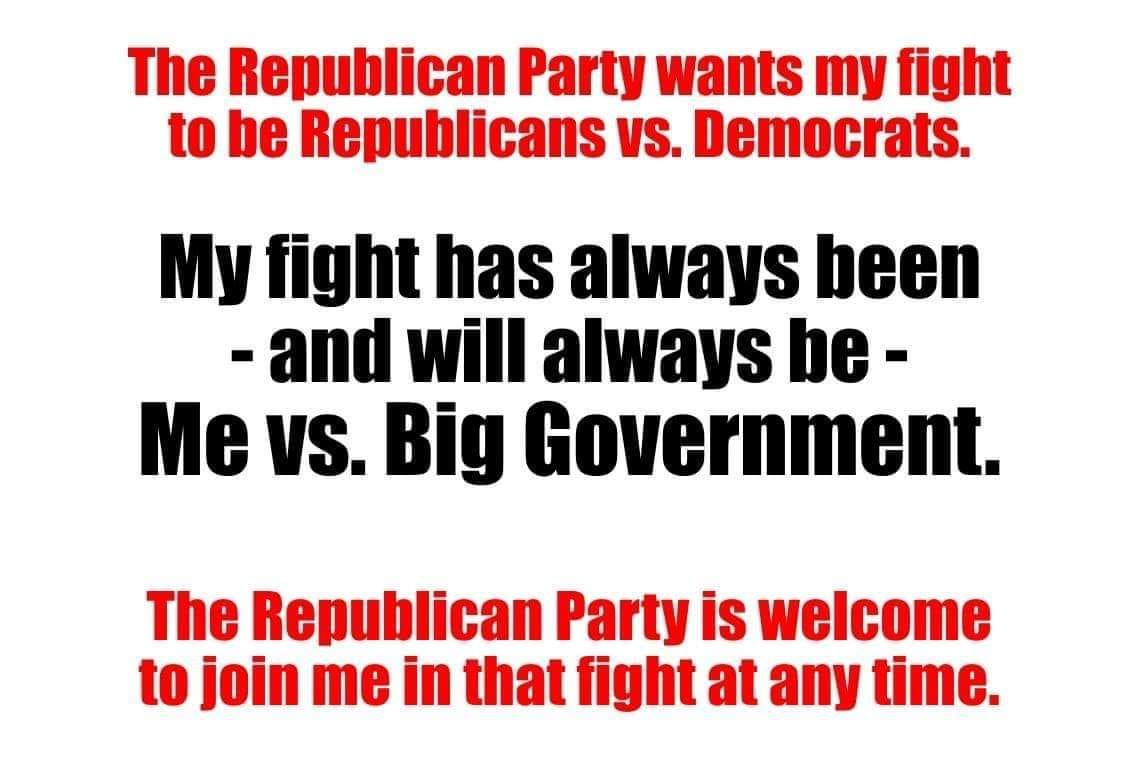 The Republican Party wants my fight
to be Republicans vs. Democrats.
My fight has always been
- and will always be -
Me vs. Big Government.
The Republican Party is welcome
to join me in that fight at any time.